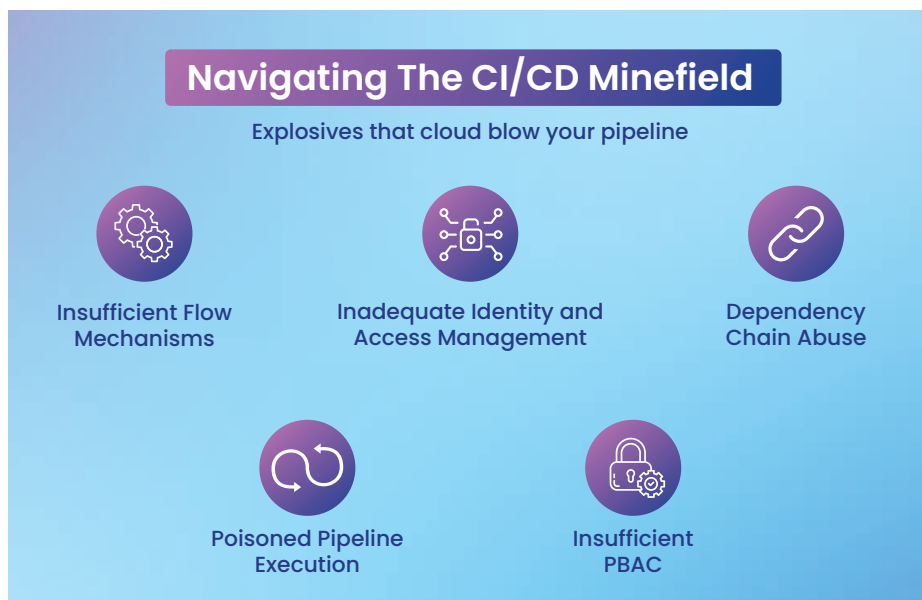 Navigating The CI/CD Minefield
Explosives that cloud blow your pipeline
Insufficient Flow
Mechanisms
Inadequate Identity and
Access Management
Dependency
Chain Abuse
Poisoned Pipeline
Execution
Insufficient
PBAC